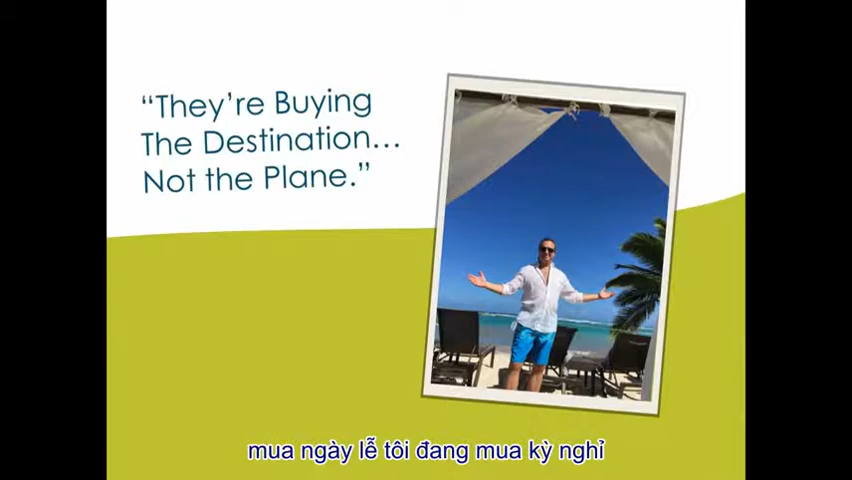 “They’re Buying
The Destination...
Not the Plane.”
mua ngày lễ tôi đang mua kỳ nghỉ